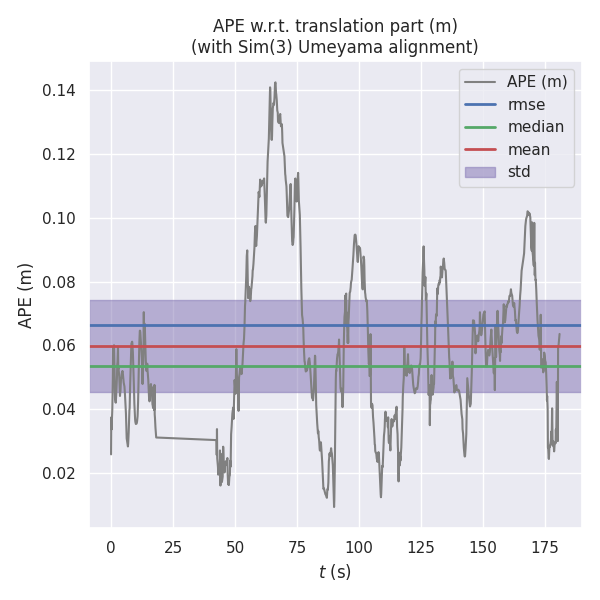 APE w.r.t. translation part (m)
(with Sim(3) Umeyama alignment)
APE (m)
rmse
median
mean
std
APE (m)
0.14
0.12
0.10
0.08
0.06
0.04
0.02
0 25 50 75 100 125 150 175
t (s)